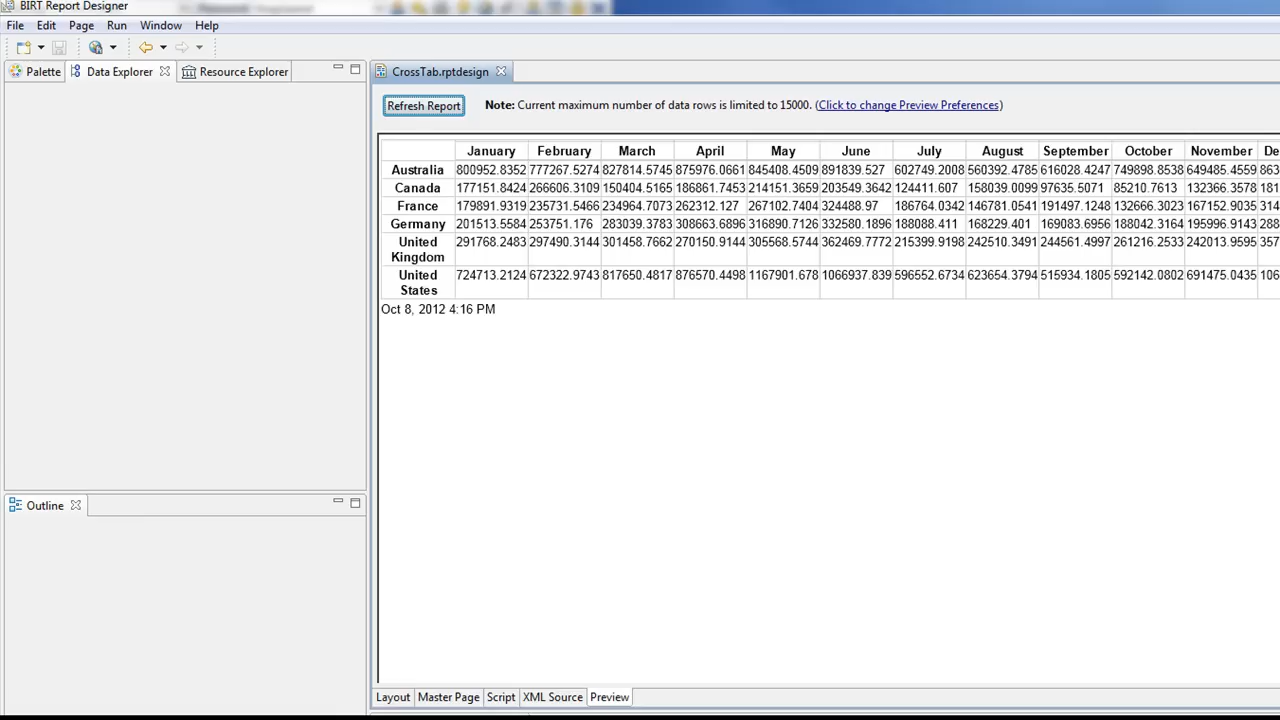 BIRT Report Designer
File Edit Page Run Window Help
Palette Data Explorer Resource Explorer CrossTab.rptdesign
Refresh Report Note: Current maximum number of data rows is limited to 15000. (Click to change Preview Preferences)
January February March April May June July August September October November De
Australia 800952.8352 777267.5274 827814.5745 875976.0661 845408.4509 891839.527 602749.2008 560392.4785 616028.4247 749898.8538 649485.4559 863
Canada 177151.8424 266606.3109 150404.5165 186861.7453 214151.3659 203549.3642 124411.607 158039.0099 97635.5071 85210.7613 132366.3578 181
France 179891.9319 235731.5466 234964.7073 262312.127 267102.7404 324488.97 186764.0342 146781.0541 191497.1248 132666.3023 167152.9035 314
Germany 201513.5584 253751.176 283039.3783 308663.6896 316890.7126 332580.1896 188088.411 168229.401 169083.6956 188042.3164 195996.9143 288
United 291768.2483 297490.3144 301458.7662 270150.9144 305568.5744 362469.7772 215399.9198 242510.3491 244561.4997 261216.2533 242013.9595 357
Kingdom
United 724713.2124 672322.9743 817650.4817 876570.4498 1167901.678 1066937.839 596552.6734 623654.3794 515934.1805 592142.0802 691475.0435 106
States
Oct 8, 2012 4:16 PM
Outline
Layout Master Page Script XML Source Preview